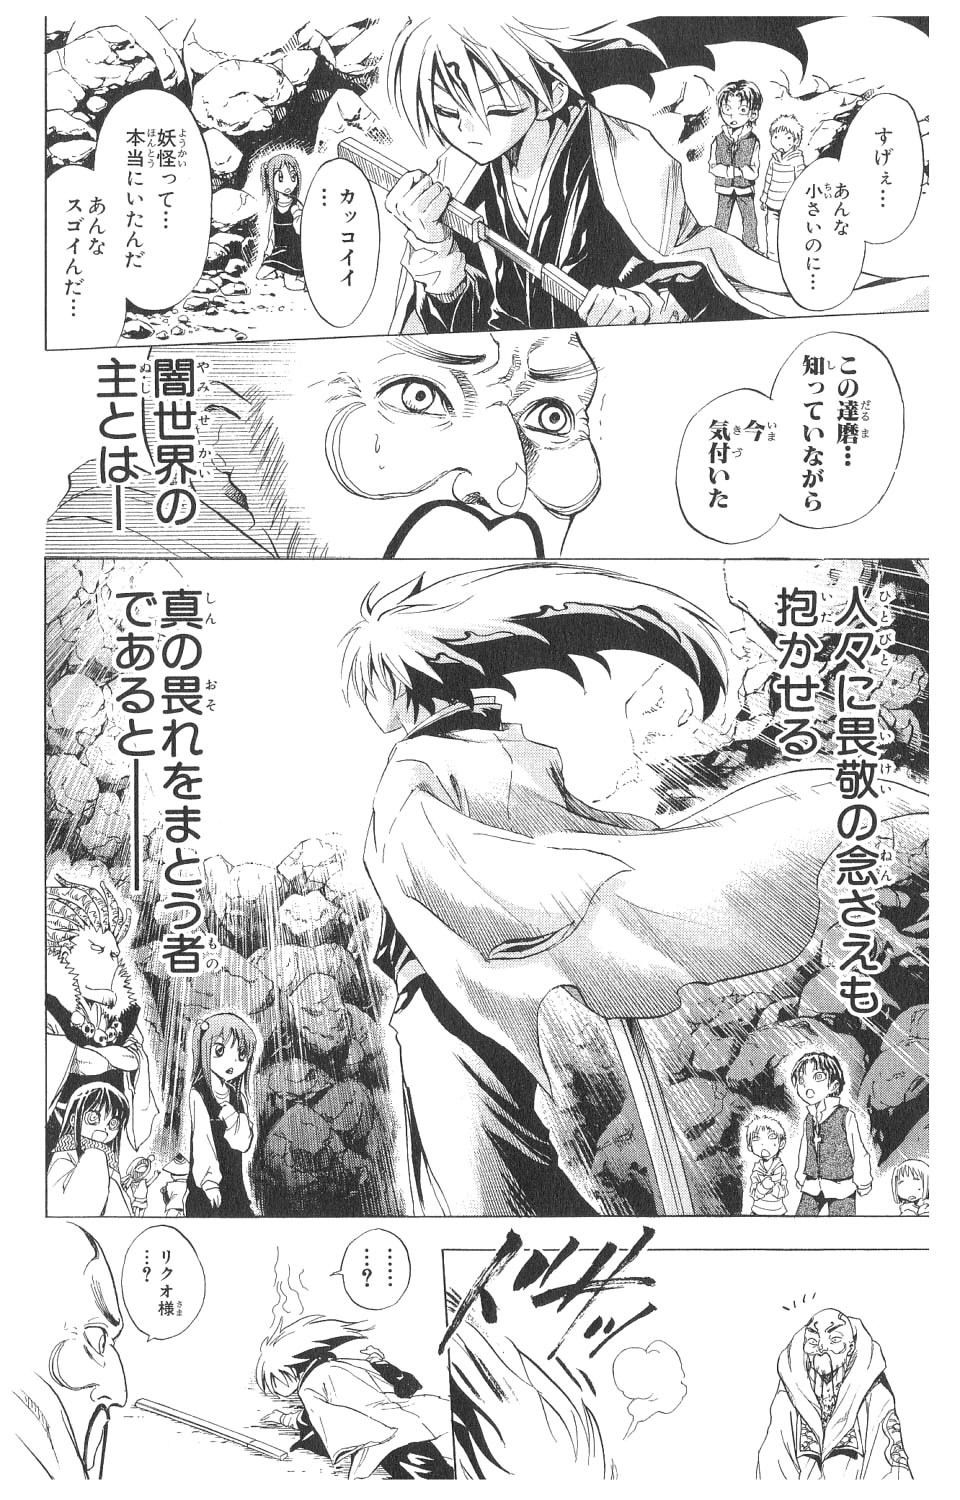 すげぇ…
あんな
小さいのに…
カッコイイ
…
妖怪って…
本当にいたんだ
あんな
スゴイんだ…
この達磨…
知っていながら
今
気付いた
闇世界の
主とは―
人々に畏敬の念さえも
抱かせる
真の畏れをまとう者
であると―
ドサッ
……
…?
リクオ様
…?